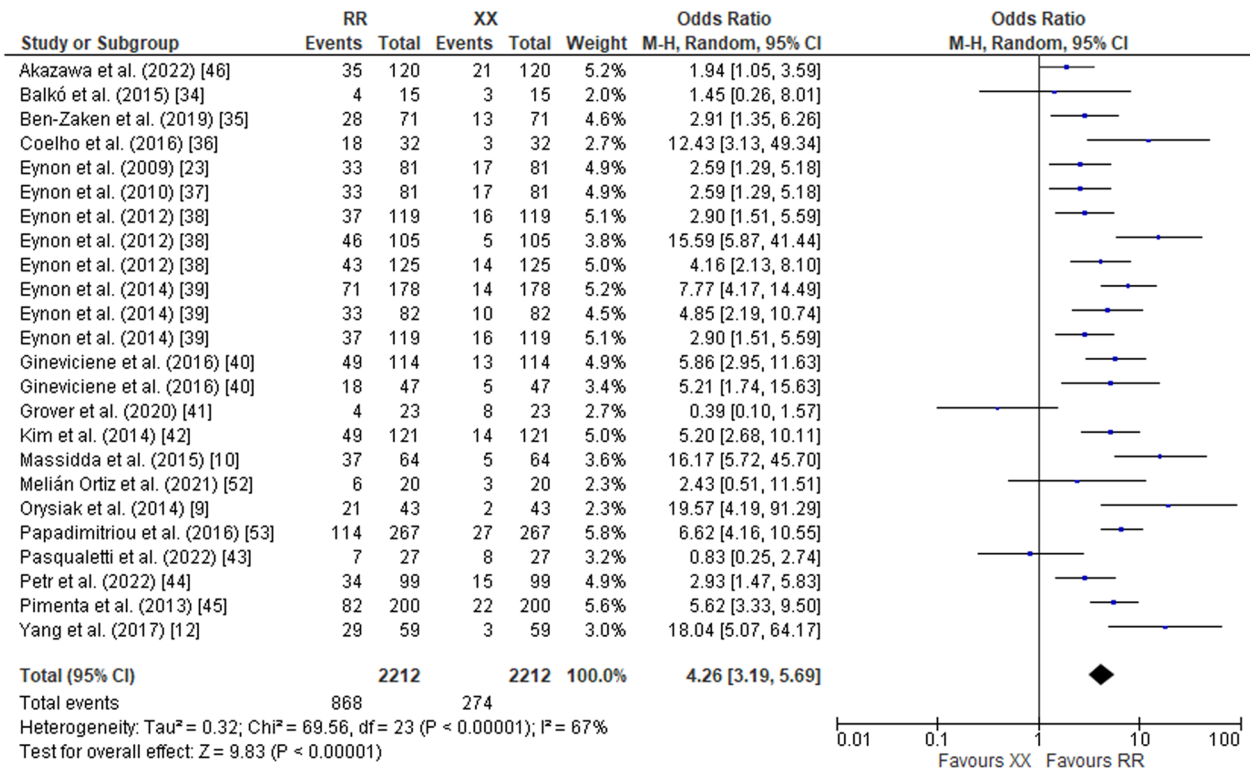 RR XX Odds Ratio Odds Ratio
Study or Subgroup Events Total Events Total Weight M-H, Random, 95% CI M-H, Random, 95% CI
Akazawa et al. (2022) [46] 35 120 21 120 5.2% 1.94 [1.05, 3.59]
Balkó et al. (2015) [34] 4 15 3 15 2.0% 1.45 [0.26, 8.01]
Ben-Zaken et al. (2019) [35] 28 71 13 71 4.6% 2.91 [1.35, 6.26]
Coelho et al. (2016) [36] 18 32 3 32 2.7% 12.43 [3.13, 49.34]
Eynon et al. (2009) [23] 33 81 17 81 4.9% 2.59 [1.29, 5.18]
Eynon et al. (2010) [37] 33 81 17 81 4.9% 2.59 [1.29, 5.18]
Eynon et al. (2012) [38] 37 119 16 119 5.1% 2.90 [1.51, 5.59]
Eynon et al. (2012) [38] 46 105 5 105 3.8% 15.59 [5.87, 41.44]
Eynon et al. (2012) [38] 43 125 14 125 5.0% 4.16 [2.13, 8.10]
Eynon et al. (2014) [39] 71 178 14 178 5.2% 7.77 [4.17, 14.49]
Eynon et al. (2014) [39] 33 82 10 82 4.5% 4.85 [2.19, 10.74]
Eynon et al. (2014) [39] 37 119 16 119 5.1% 2.90 [1.51, 5.59]
Gineviciene et al. (2016) [40] 49 114 13 114 4.9% 5.86 [2.95, 11.63]
Gineviciene et al. (2016) [40] 18 47 5 47 3.4% 5.21 [1.74, 15.63]
Grover et al. (2020) [41] 4 23 8 23 2.7% 0.39 [0.10, 1.57]
Kim et al. (2014) [42] 49 121 14 121 5.0% 5.20 [2.68, 10.11]
Massidda et al. (2015) [10] 37 64 5 64 3.6% 16.17 [5.72, 45.70]
Melián Ortiz et al. (2021) [52] 6 20 3 20 2.3% 2.43 [0.51, 11.51]
Orysiak et al. (2014) [9] 21 43 2 43 2.3% 19.57 [4.19, 91.29]
Papadimitriou et al. (2016) [53] 114 267 27 267 5.8% 6.62 [4.16, 10.55]
Pasqualetti et al. (2022) [43] 7 27 8 27 3.2% 0.83 [0.25, 2.74]
Petr et al. (2022) [44] 34 99 15 99 4.9% 2.93 [1.47, 5.83]
Pimenta et al. (2013) [45] 82 200 22 200 5.6% 5.62 [3.33, 9.50]
Yang et al. (2017) [12] 29 59 3 59 3.0% 18.04 [5.07, 64.17]
Total (95% CI) 2212 2212 100.0% 4.26 [3.19, 5.69]
Total events 868 274
Heterogeneity: Tau² = 0.32; Chi² = 69.56, df = 23 (P < 0.00001); I² = 67%
Test for overall effect: Z = 9.83 (P < 0.00001)
0.01 0.1 1 10 100
Favours XX Favours RR